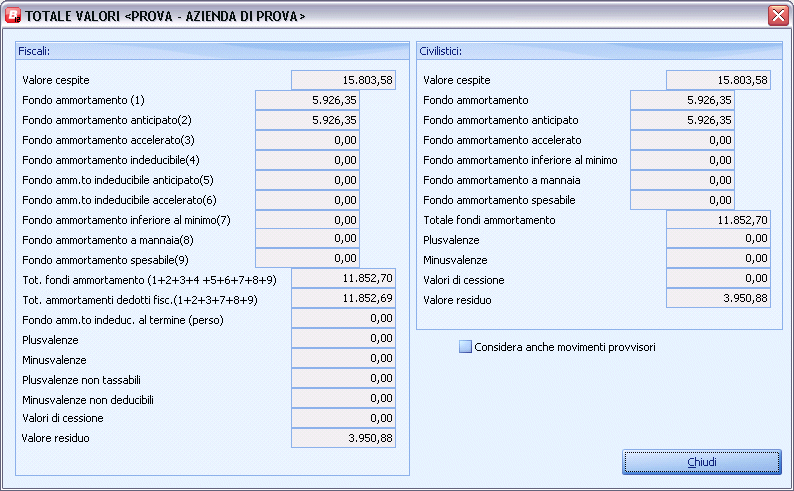 TOTALE VALORI <PROVA - AZIENDA DI PROVA>
Fiscali:
Valore cespite 15.803,58
Fondo ammortamento (1) 5.926,35
Fondo ammortamento anticipato(2) 5.926,35
Fondo ammortamento accelerato(3) 0,00
Fondo ammortamento indeducibile(4) 0,00
Fondo amm.to indeducibile anticipato(5) 0,00
Fondo amm.to indeducibile accelerato(6) 0,00
Fondo ammortamento inferiore al minimo(7) 0,00
Fondo ammortamento a mannaia(8) 0,00
Fondo ammortamento spesabile(9) 0,00
Tot. fondi ammortamento (1+2+3+4 +5+6+7+8+9) 11.852,70
Tot. ammortamenti dedotti fisc.(1+2+3+7+8+9) 11.852,69
Fondo amm.to indeduc. al termine (perso) 0,00
Plusvalenze 0,00
Minusvalenze 0,00
Plusvalenze non tassabili 0,00
Minusvalenze non deducibili 0,00
Valori di cessione 0,00
Valore residuo 3.950,88
Civilistici:
Valore cespite 15.803,58
Fondo ammortamento 5.926,35
Fondo ammortamento anticipato 5.926,35
Fondo ammortamento accelerato 0,00
Fondo ammortamento inferiore al minimo 0,00
Fondo ammortamento a mannaia 0,00
Fondo ammortamento spesabile 0,00
Totale fondi ammortamento 11.852,70
Plusvalenze 0,00
Minusvalenze 0,00
Valori di cessione 0,00
Valore residuo 3.950,88
Considera anche movimenti provvisori
Chiudi